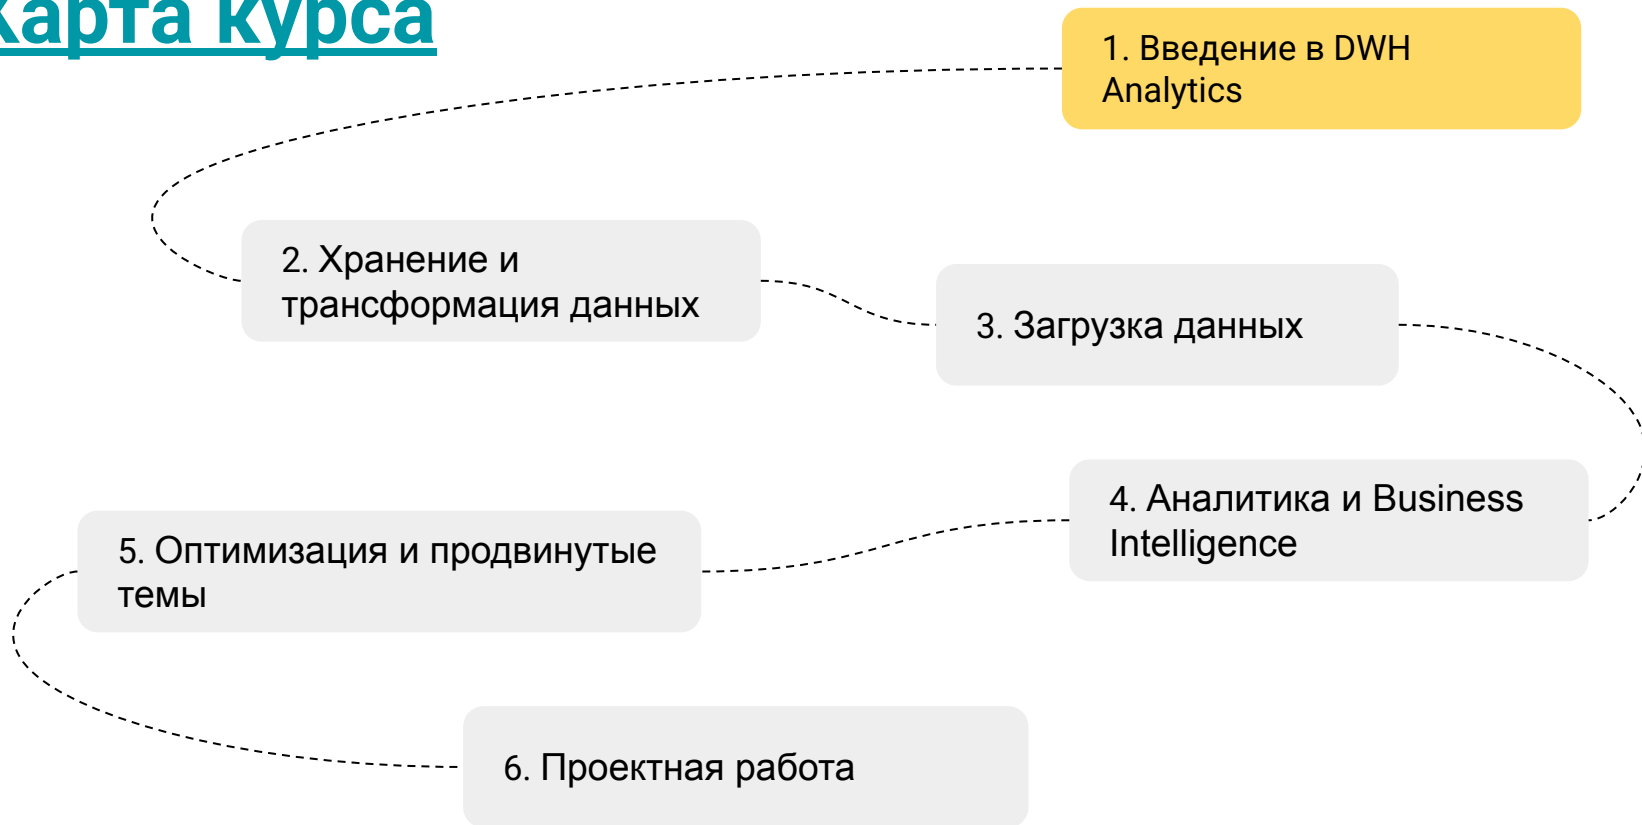 Карта курса
1. Введение в DWH
Analytics
2. Хранение и
трансформация данных
3. Загрузка данных
4. Аналитика и Business
Intelligence
5. Оптимизация и продвинутые
темы
6. Проектная работа